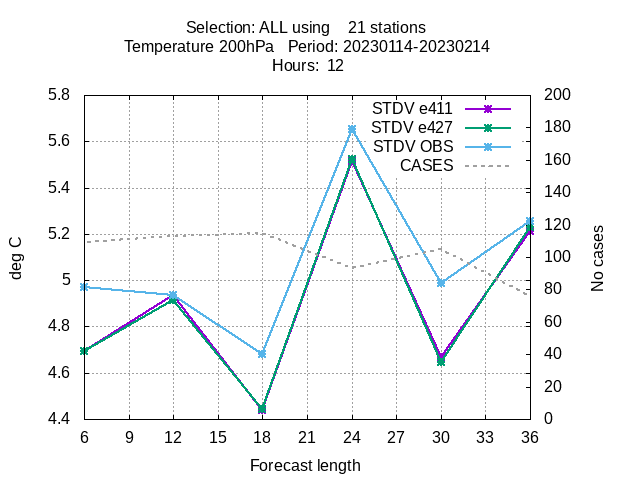 Selection: ALL using    21 stations
Temperature 200hPa   Period: 20230114-20230214
Hours:  12
STDV e411
STDV e427
STDV OBS
CASES
deg C
5.8
5.6
5.4
5.2
5
4.8
4.6
4.4
200
180
160
140
120
100
80
60
40
20
0
No cases
6 9 12 15 18 21 24 27 30 33 36
Forecast length